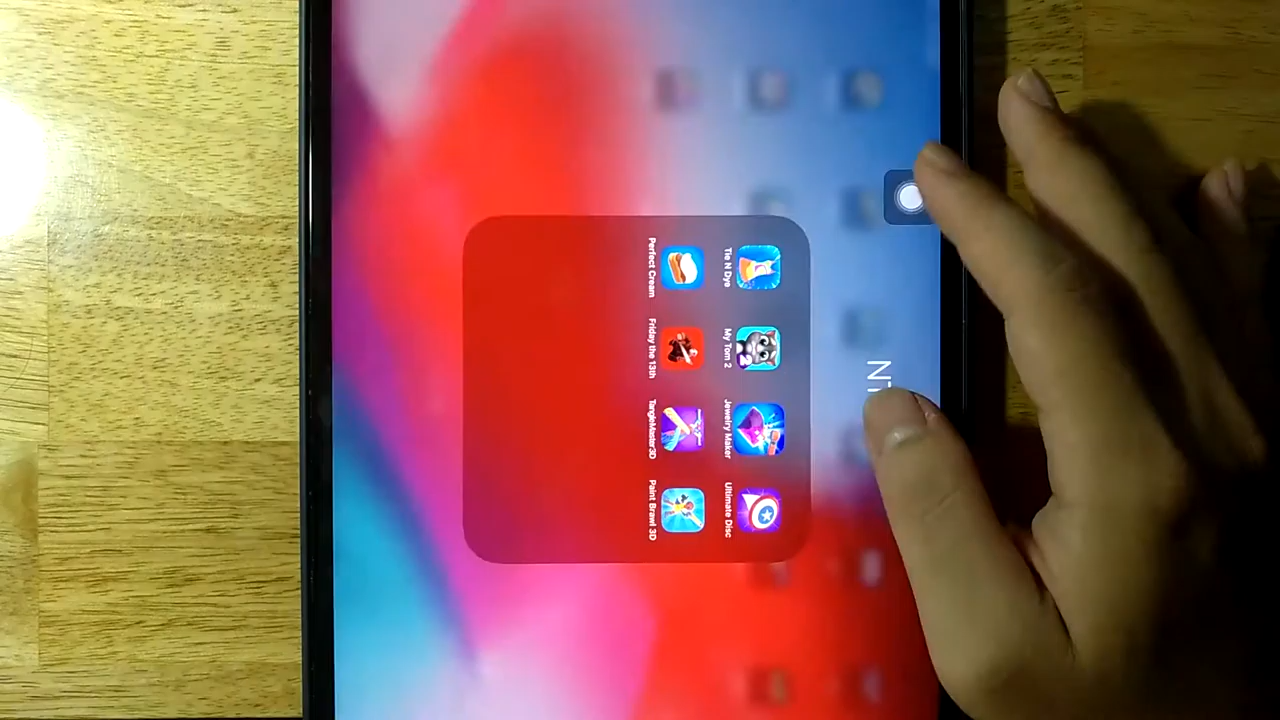 Tie N Dye
My Tom 2
Jewelry Maker
Ultimate Disc
Perfect Cream
Friday the 13th
TangleMaster3D
Paint Brawl 3D